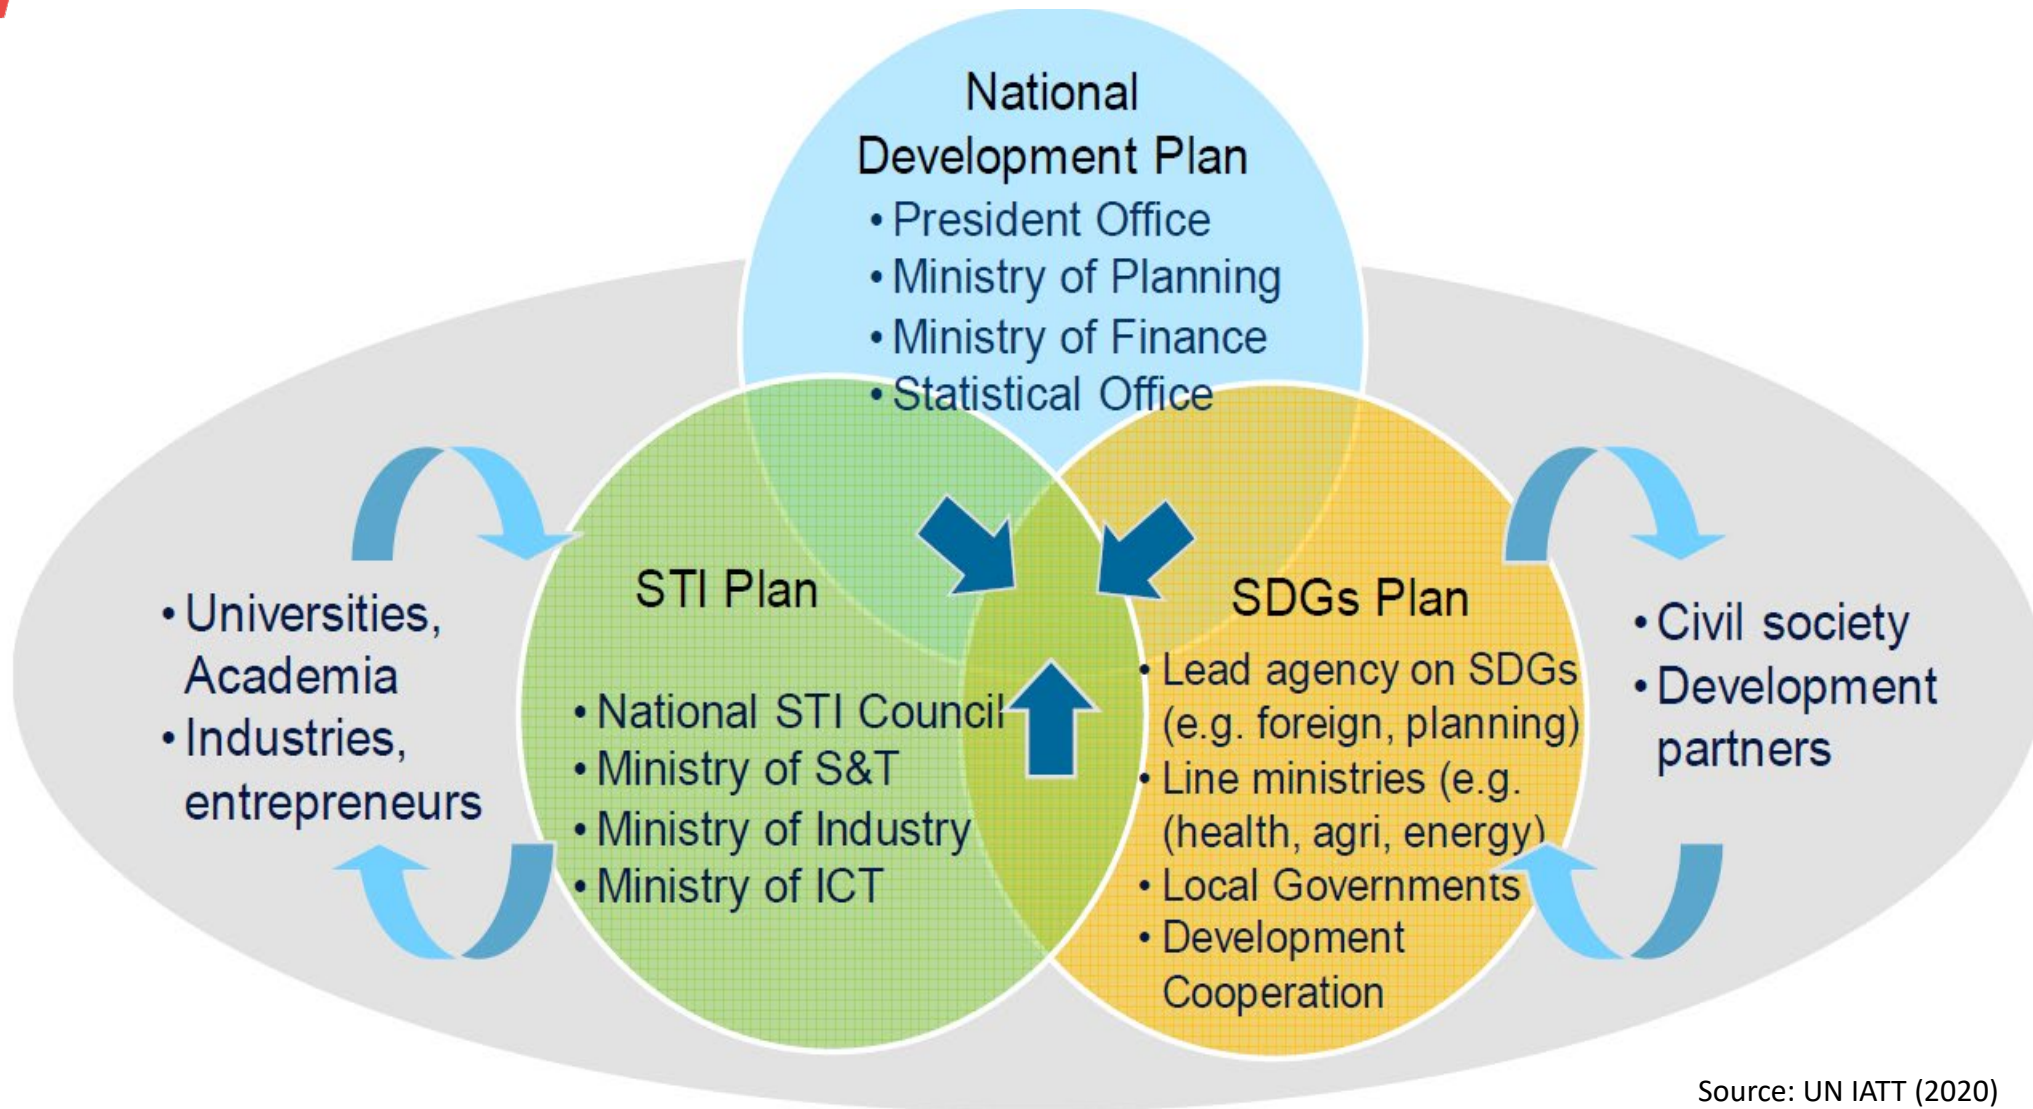 National
Development Plan
• President Office
• Ministry of Planning
• Ministry of Finance
• Statistical Office
• Universities,
Academia
• Industries,
entrepreneurs
STI Plan
• National STI Council
• Ministry of S&T
• Ministry of Industry
• Ministry of ICT
SDGs Plan
• Lead agency on SDGs
(e.g. foreign, planning)
• Line ministries (e.g.
(health, agri, energy)
• Local Governments
• Development
Cooperation
• Civil society
• Development
partners
Source: UN IATT (2020)